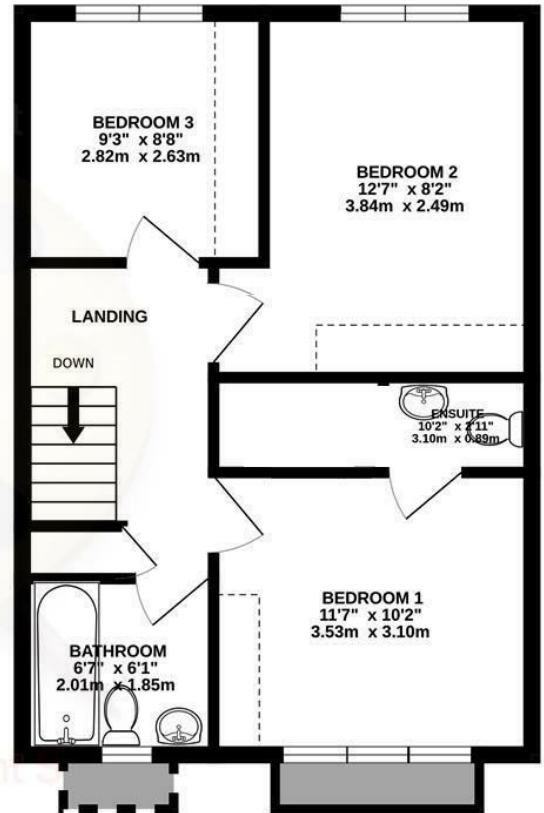 BEDROOM 3
9'3" x 8'8"
2.82m x 2.63m
BEDROOM 2
12'7" x 8'2"
3.84m x 2.49m
LANDING
DOWN
ENSUITE
10'2" x 2'11"
3.10m x 0.89m
BEDROOM 1
11'7" x 10'2"
3.53m x 3.10m
BATHROOM
6'7" x 6'1"
2.01m x 1.85m